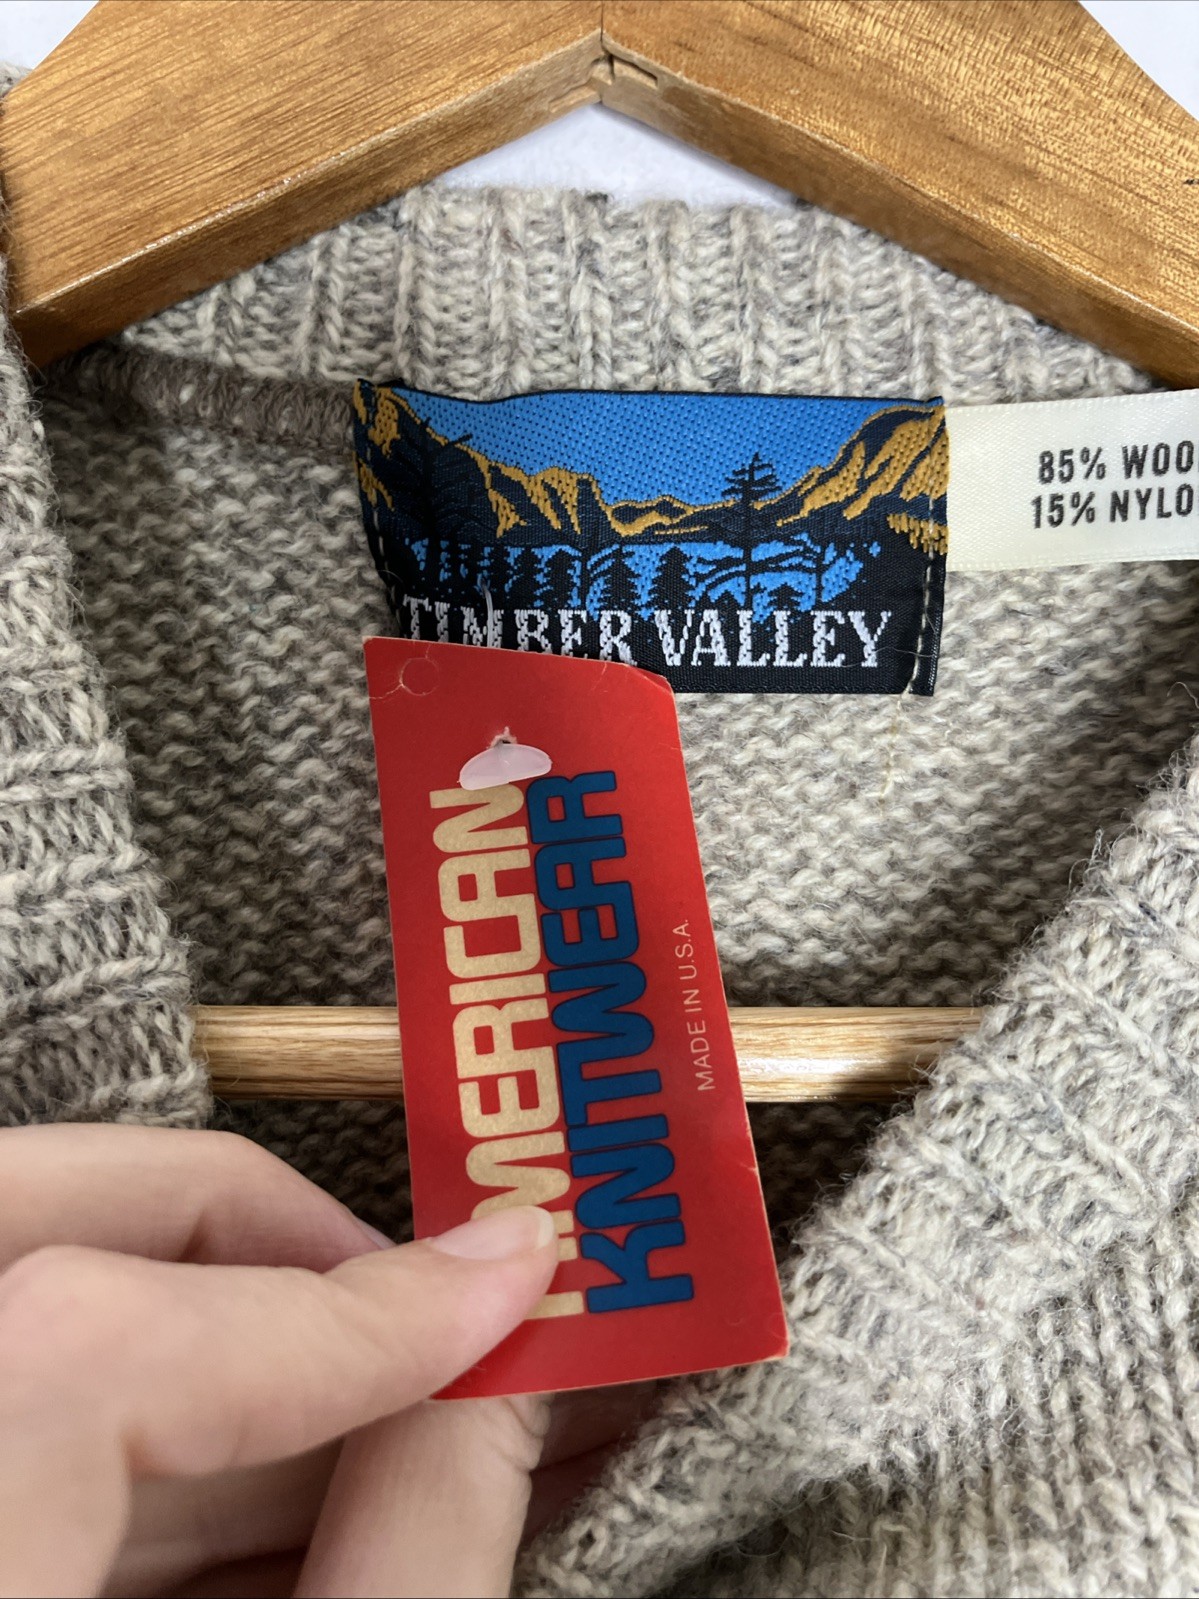 TIMBER VALLEY
85% WOO
15% NYLO
AMERICAN
KNITWEAR
MADE IN U.S.A.